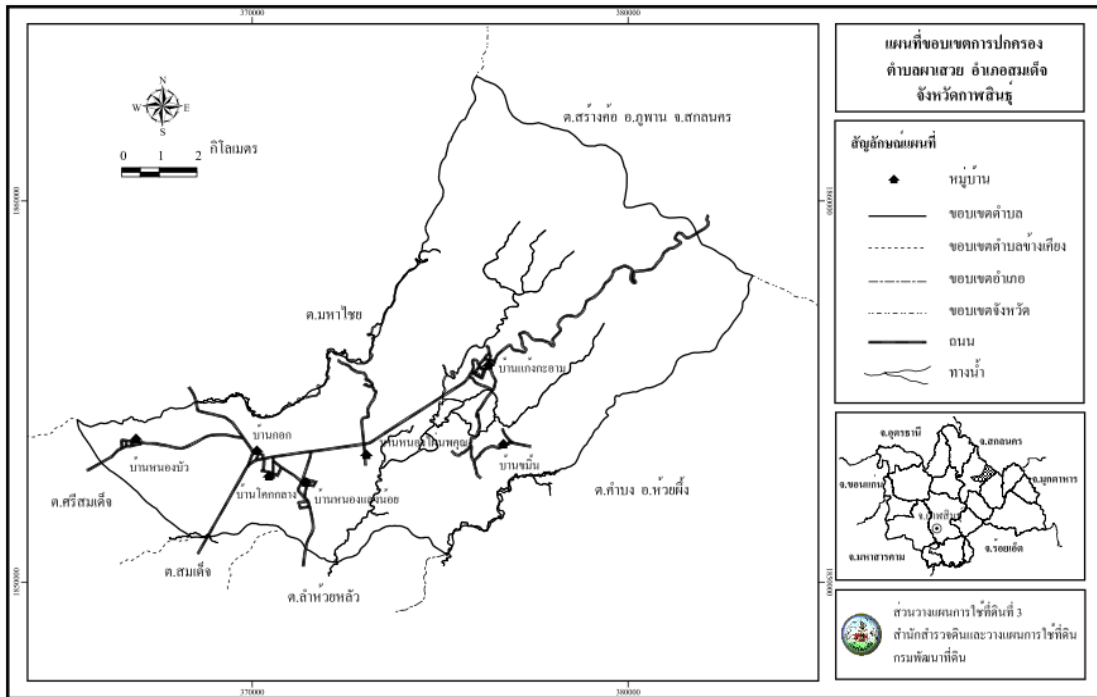 370000
380000
แผนที่ขอบเขตการปกครอง
ตำบลผาเสวย อำเภอสมเด็จ
จังหวัดกาฬสินธุ์
N
W E
S
0 1 2 กิโลเมตร
ต.สร้างค้อ อ.ภูพาน จ.สกลนคร
สัญลักษณ์แผนที่
หมู่บ้าน
ขอบเขตตำบล
ขอบเขตตำบลข้างเคียง
ขอบเขตอำเภอ
ขอบเขตจังหวัด
ถนน
ทางน้ำ
1860000
1860000
ต.มหาไชย
บ้านแก้งกะอาม
บ้านกอก
บ้านหนองบัว
บ้านขมิ้น
บ้านโคกกลาง
บ้านหนองแสงน้อย
ต.ศรีสมเด็จ
ต.คำบง อ.ห้วยผึ้ง
ต.สมเด็จ
ต.ลำห้วยหลัว
1850000
1850000
370000
380000
จ.อุดรธานี
จ.สกลนคร
จ.ขอนแก่น
จ.มุกดาหาร
จ.กาฬสินธุ์
จ.มหาสารคาม
จ.ร้อยเอ็ด
ส่วนวางแผนการใช้ที่ดินที่ 3
สำนักสำรวจดินและวางแผนการใช้ที่ดิน
กรมพัฒนาที่ดิน